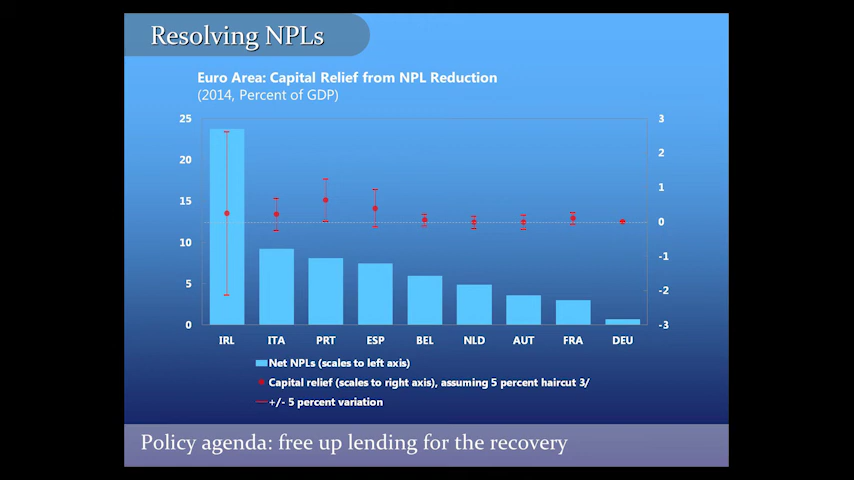 Resolving NPLs
Euro Area: Capital Relief from NPL Reduction
(2014, Percent of GDP)
25
20
15
10
5
0
3
2
1
0
-1
-2
-3
IRL ITA PRT ESP BEL NLD AUT FRA DEU
Net NPLs (scales to left axis)
Capital relief (scales to right axis), assuming 5 percent haircut 3/
+/- 5 percent variation
Policy agenda: free up lending for the recovery